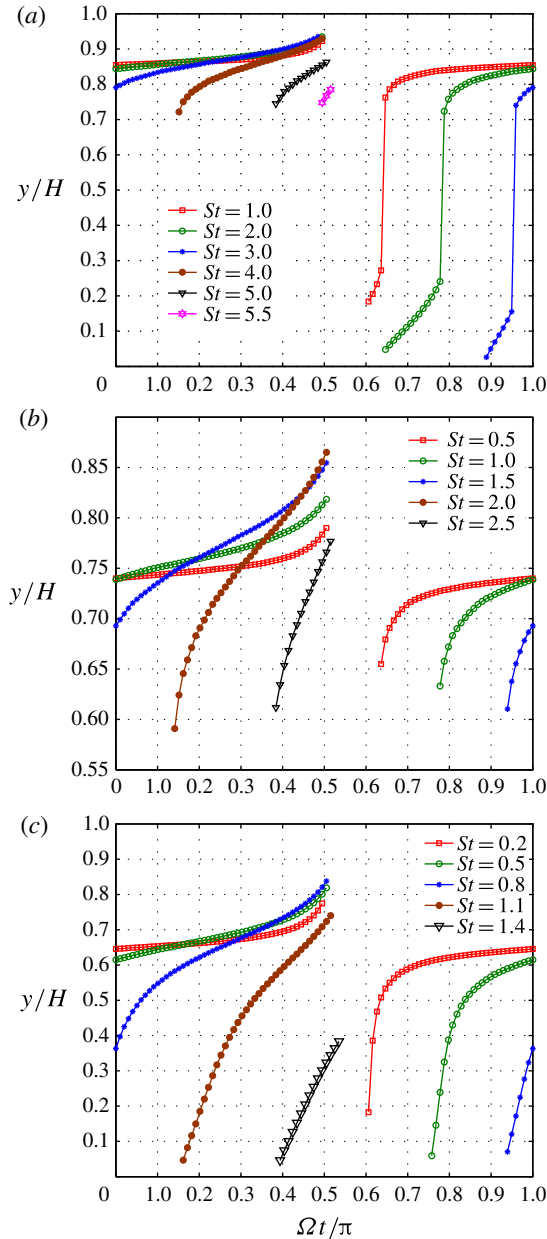 (a)
1.0
0.9
0.8
0.7
0.6
y/H
0.5
0.4
0.3
0.2
0.1
St = 1.0
St = 2.0
St = 3.0
St = 4.0
St = 5.0
St = 5.5
0 0.1 0.2 0.3 0.4 0.5 0.6 0.7 0.8 0.9 1.0
(b)
0.85
0.80
0.75
y/H
0.70
0.65
0.60
0.55
St = 0.5
St = 1.0
St = 1.5
St = 2.0
St = 2.5
0 0.1 0.2 0.3 0.4 0.5 0.6 0.7 0.8 0.9 1.0
(c)
1.0
0.9
0.8
0.7
0.6
y/H
0.5
0.4
0.3
0.2
0.1
St = 0.2
St = 0.5
St = 0.8
St = 1.1
St = 1.4
0 1.0 0.2 0.3 0.4 0.5 0.6 0.7 0.8 0.9 1.0
Ωt/π